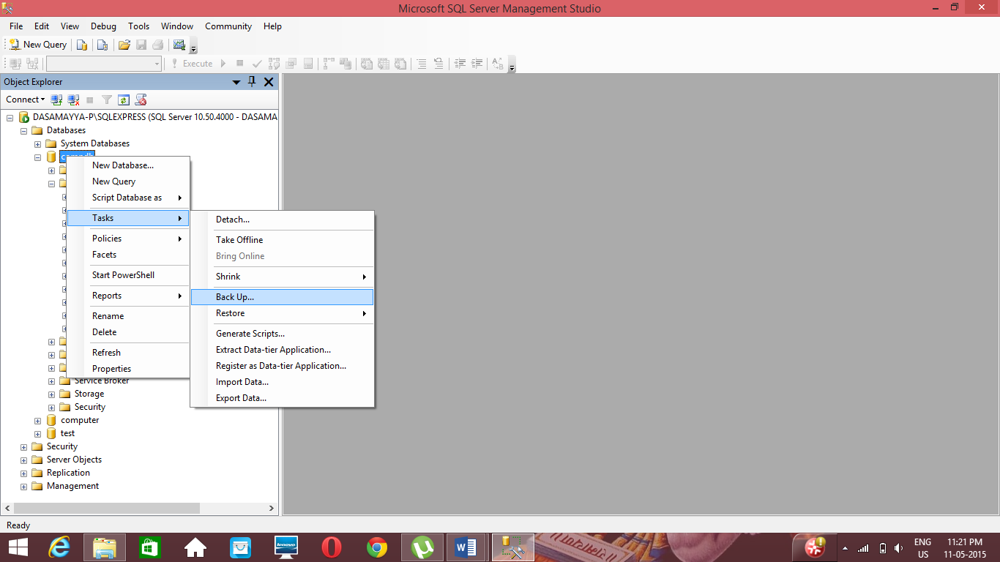 Microsoft SQL Server Management Studio
File Edit View Debug Tools Window Community Help
New Query
Execute
Object Explorer
Connect
DASAMAYYA-P\SQLEXPRESS (SQL Server 10.50.4000 - DASAMA
Databases
System Databases
New Database...
New Query
Script Database as
Tasks
Policies
Facets
Start PowerShell
Reports
Rename
Delete
Refresh
Properties
Detach...
Take Offline
Bring Online
Shrink
Back Up...
Restore
Generate Scripts...
Extract Data-tier Application...
Register as Data-tier Application...
Import Data...
Export Data...
Service Broker
Storage
Security
computer
test
Security
Server Objects
Replication
Management
Ready
lenovo
ENG 11:21 PM
US 11-05-2015